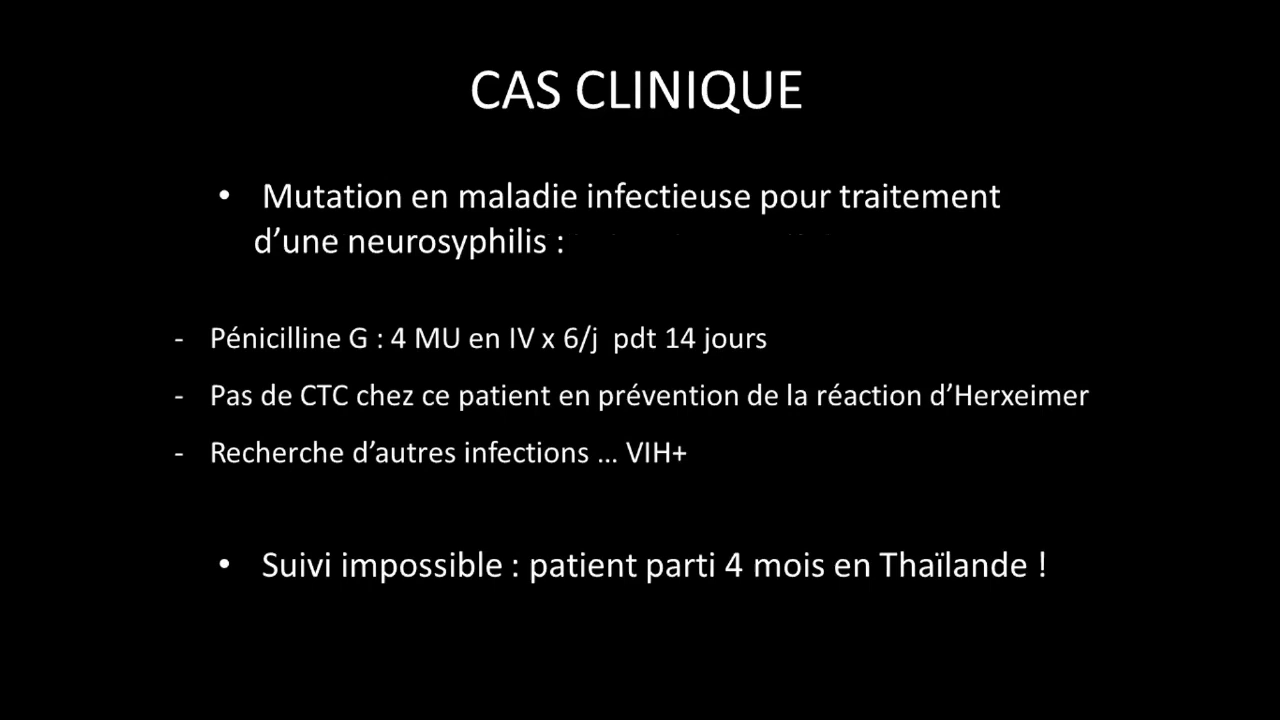 CAS CLINIQUE
• Mutation en maladie infectieuse pour traitement
d’une neurosyphilis :
- Pénicilline G : 4 MU en IV x 6/j pdt 14 jours
- Pas de CTC chez ce patient en prévention de la réaction d’Herxeimer
- Recherche d’autres infections … VIH+
• Suivi impossible : patient parti 4 mois en Thaïlande !